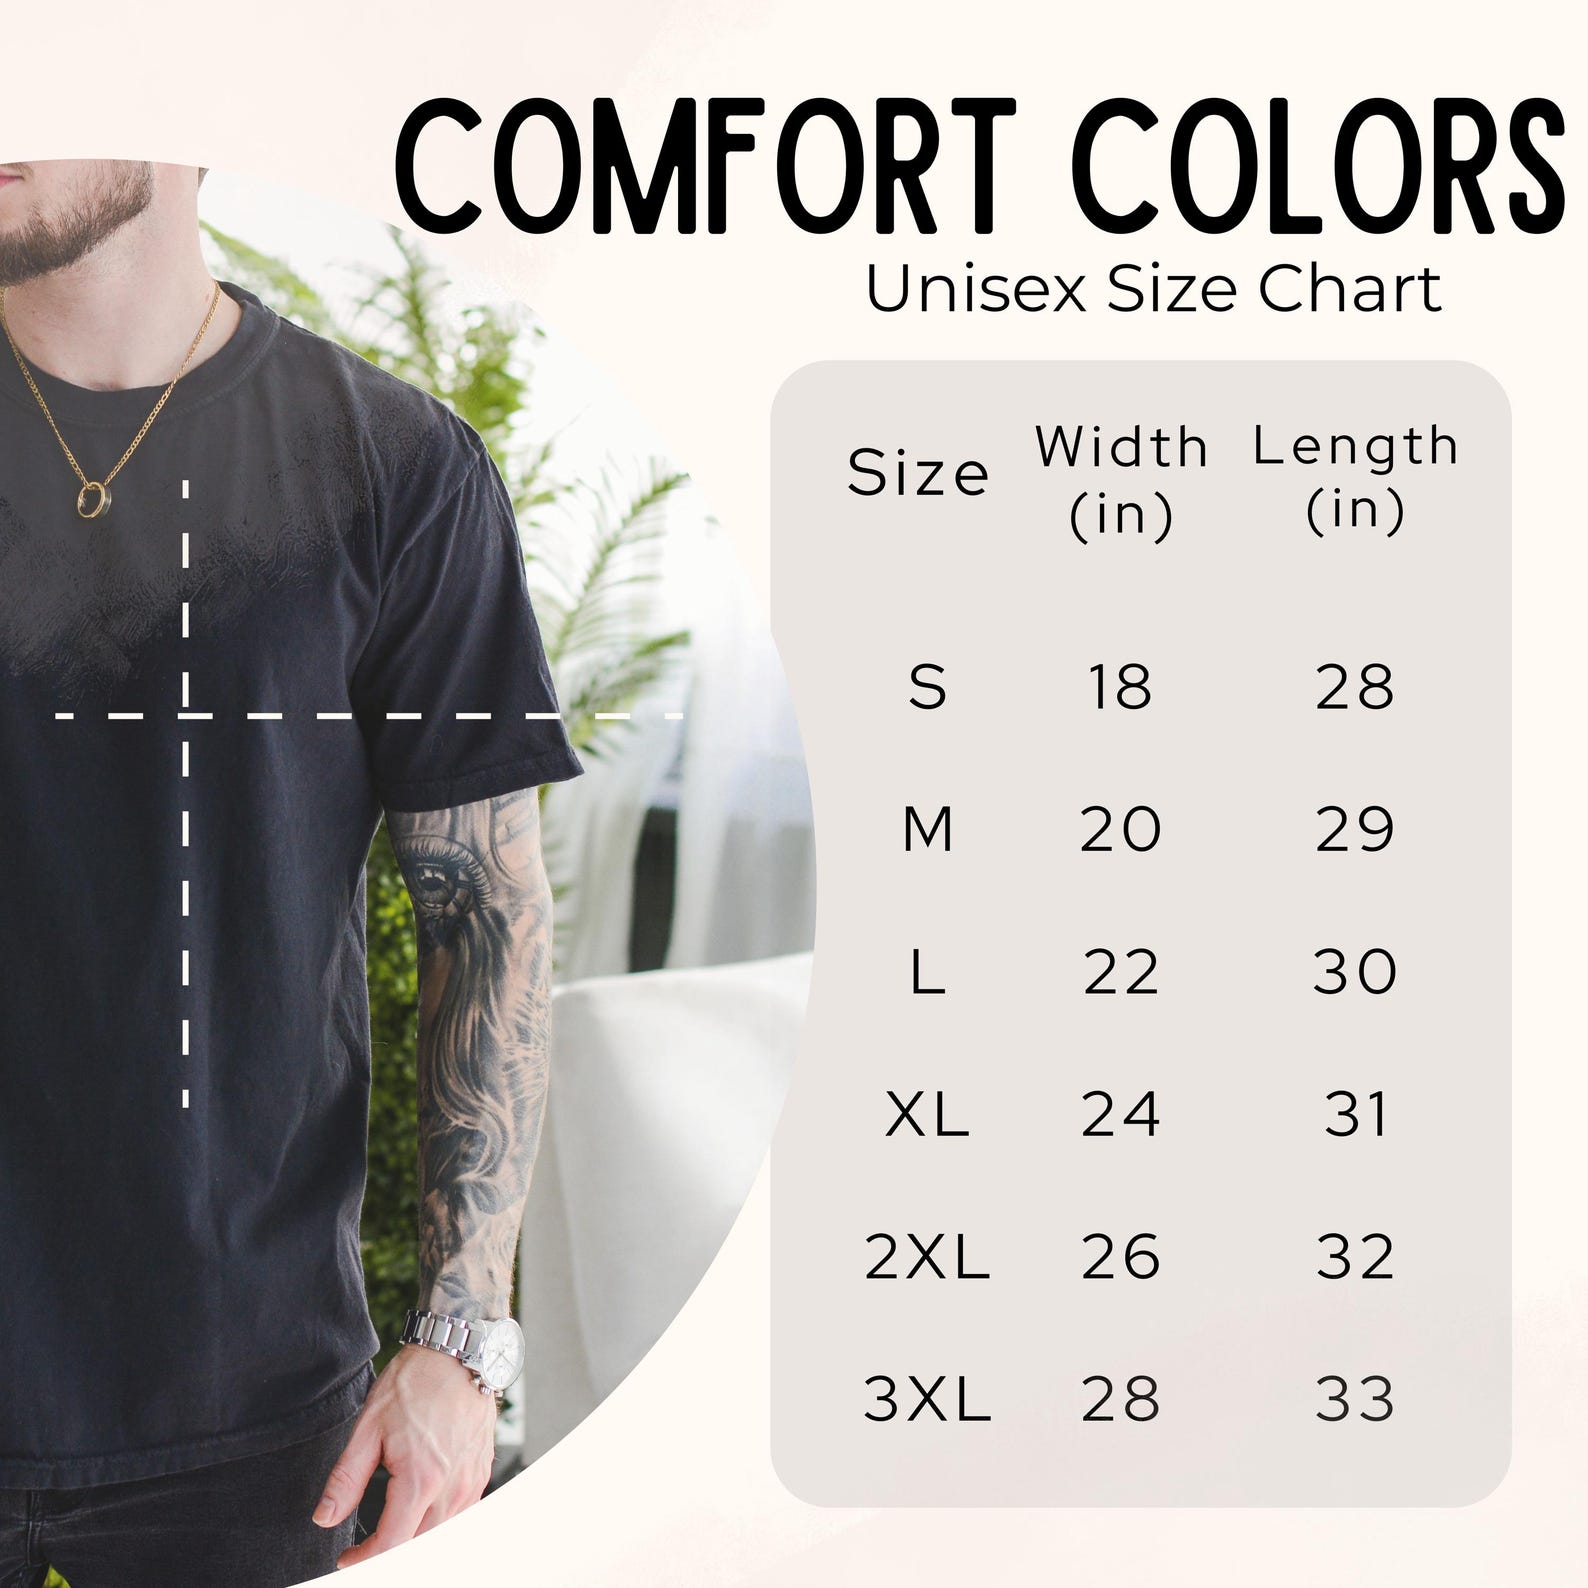 COMFORT COLORS
Unisex Size Chart
Size Width (in) Length (in)
S 18 28
M 20 29
L 22 30
XL 24 31
2XL 26 32
3XL 28 33